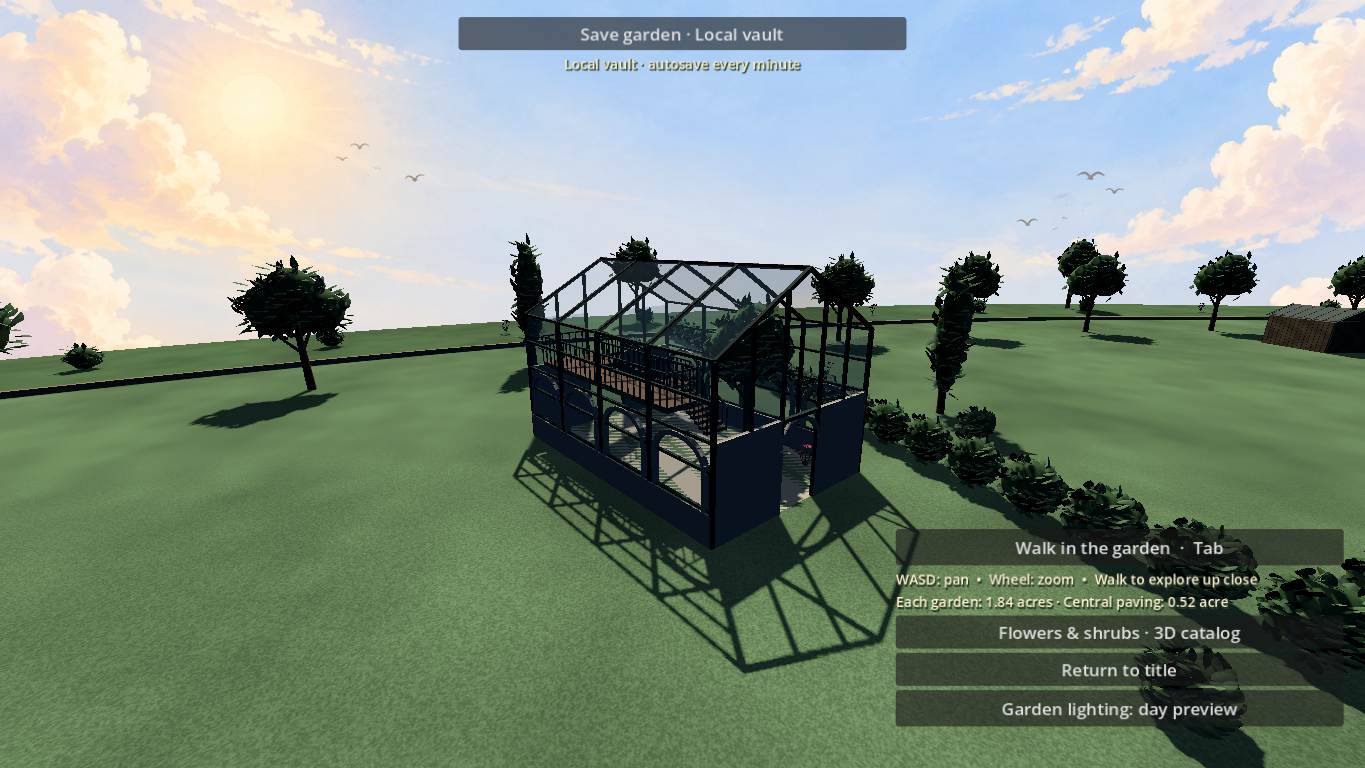 Save garden · Local vault
Local vault · autosave every minute
Walk in the garden · Tab
WASD: pan • Wheel: zoom • Walk to explore up close
Each garden: 1.84 acres · Central paving: 0.52 acre
Flowers & shrubs · 3D catalog
Return to title
Garden lighting: day preview